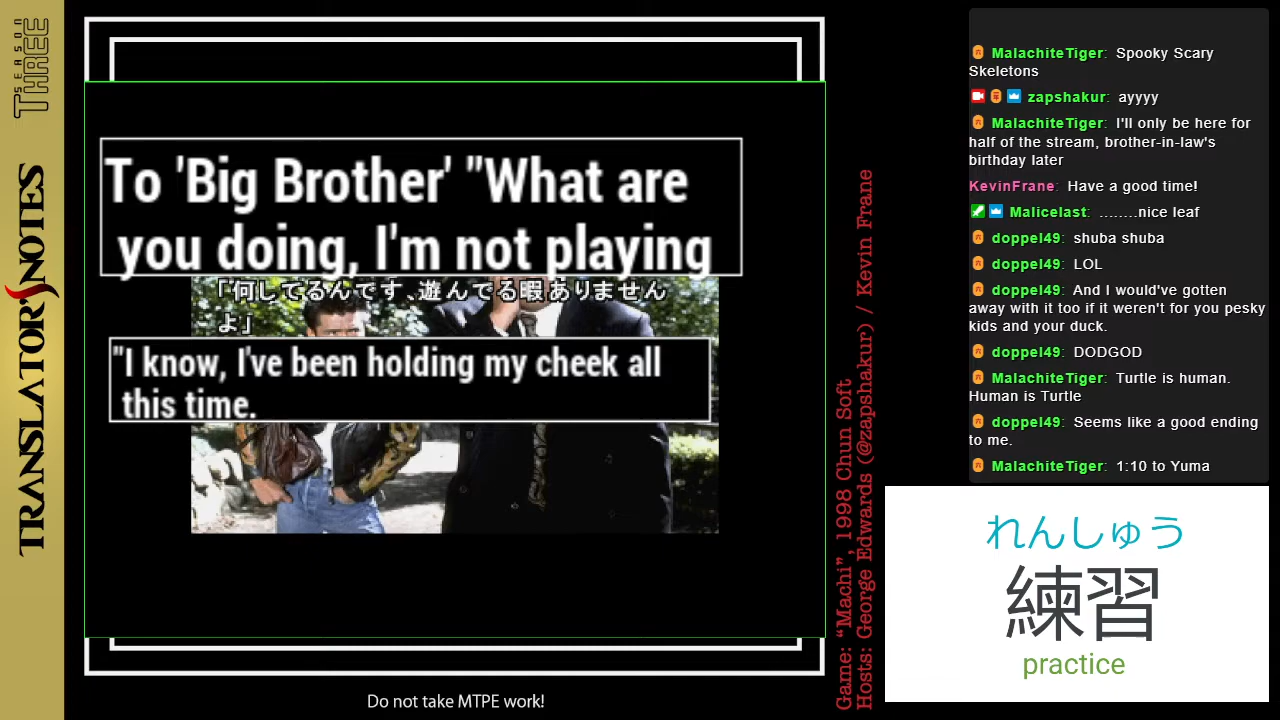 SEASON
THREE
TRANSLATOR'S NOTES
To 'Big Brother' "What are
you doing, I'm not playing
「何してるんです、遊んでる暇ありません
よ」
"I know, I've been holding my cheek all
this time.
Do not take MTPE work!
Game: “Machi”, 1998 Chun Soft
Hosts: George Edwards (@zapshakur) / Kevin Frane
MalachiteTiger: Spooky Scary
Skeletons
zapshakur: ayyyy
MalachiteTiger: I'll only be here for
half of the stream, brother-in-law's
birthday later
KevinFrane: Have a good time!
Malicelast: .......nice leaf
doppel49: shuba shuba
doppel49: LOL
doppel49: And I would've gotten
away with it too if it weren't for you pesky
kids and your duck.
doppel49: DODGOD
MalachiteTiger: Turtle is human.
Human is Turtle
doppel49: Seems like a good ending
to me.
MalachiteTiger: 1:10 to Yuma
れんしゅう
練習
practice